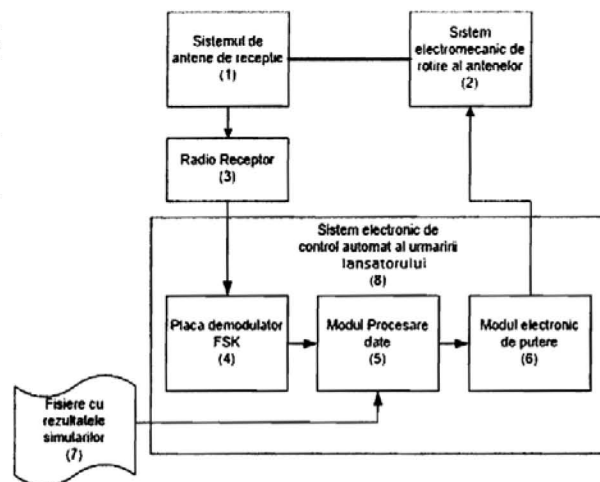 Sistemul de
antene de receptie
(1)
Sistem
electromecanic de
rotire al antenelor
(2)
Radio Receptor
(3)
Sistem electronic de
control automat al urmaririi
lansatorului
(8)
Placa demodulator
FSK
(4)
Modul Procesare
date
(5)
Modul electronic
de putere
(6)
Fisiere cu
rezultatele
simularilor
(7)